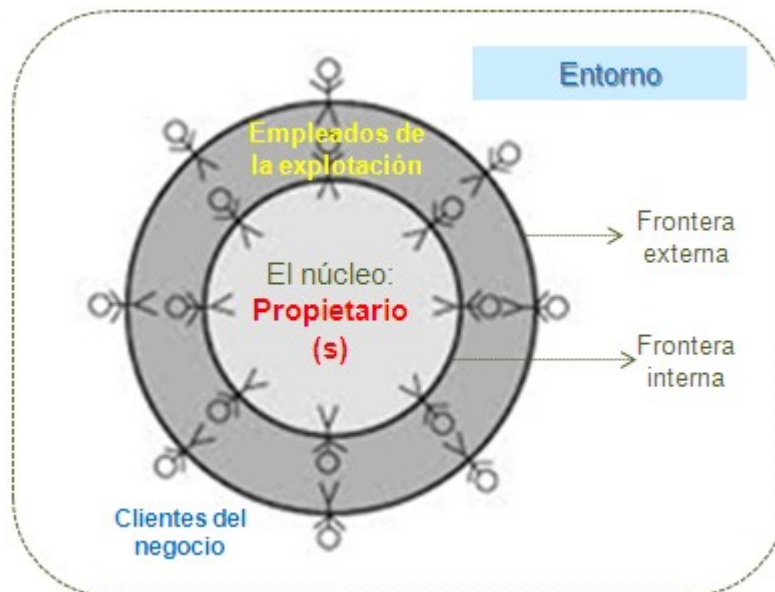 Entorno
Empleados de
la explotación
Frontera
externa
El núcleo:
Propietario
(s)
Frontera
interna
Clientes del
negocio